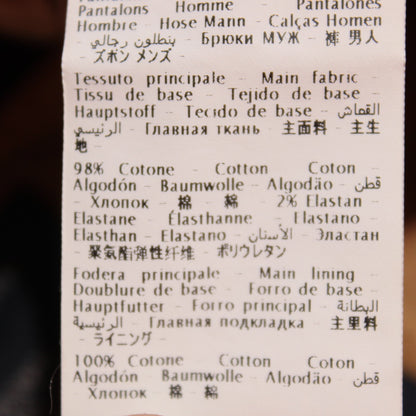 Pantalons - Homme - Pantalones
Hombre - Hose Mann - Calças Homen
- بنطلون رجالي - Брюки МУЖ - 裤 男人
- ズボン メンズ -
Tessuto principale - Main fabric -
Tissu de base - Tejido de base -
Hauptstoff - Tecido de base - القماش
الرئيسي - Главная ткань - 主面料 - 主生
地 -
98% Cotone - Cotton - Coton -
Algodón - Baumwolle - Algodão - قطن
- Хлопок - 棉 - 綿 - 2% Elastan -
Elastane - Élasthanne - Elastano -
Elasthan - Elastano - الأستان - Эластан
- 聚氨酯弹性纤维 - ポリウレタン
Fodera principale - Main lining -
Doublure de base - Forro de base -
Hauptfutter - Forro principal - البطانة
الرئيسية - Главная подкладка - 主里料
- ライニング -
100% Cotone - Cotton - Coton -
Algodón - Baumwolle - Algodão - قطن
- Хлопок - 棉 - 綿